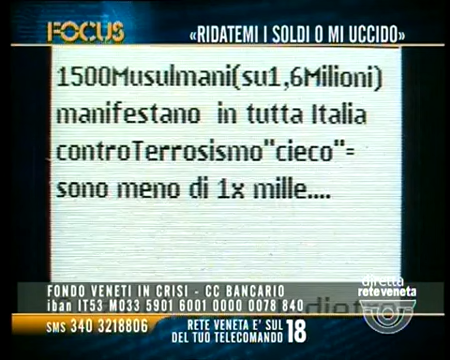 FOCUS
«RIDATEMI I SOLDI O MI UCCIDO»
1500Musulmani(su1,6Milioni)
manifestano in tutta Italia
controTerrosismo"cieco"=
sono meno di 1x mille....
FONDO VENETI IN CRISI - CC BANCARIO
iban IT53 M033 5901 6001 0000 0078 840
diretta
reteveneta
SMS 340 3218806
RETE VENETA E' SUL
DEL TUO TELECOMANDO 18